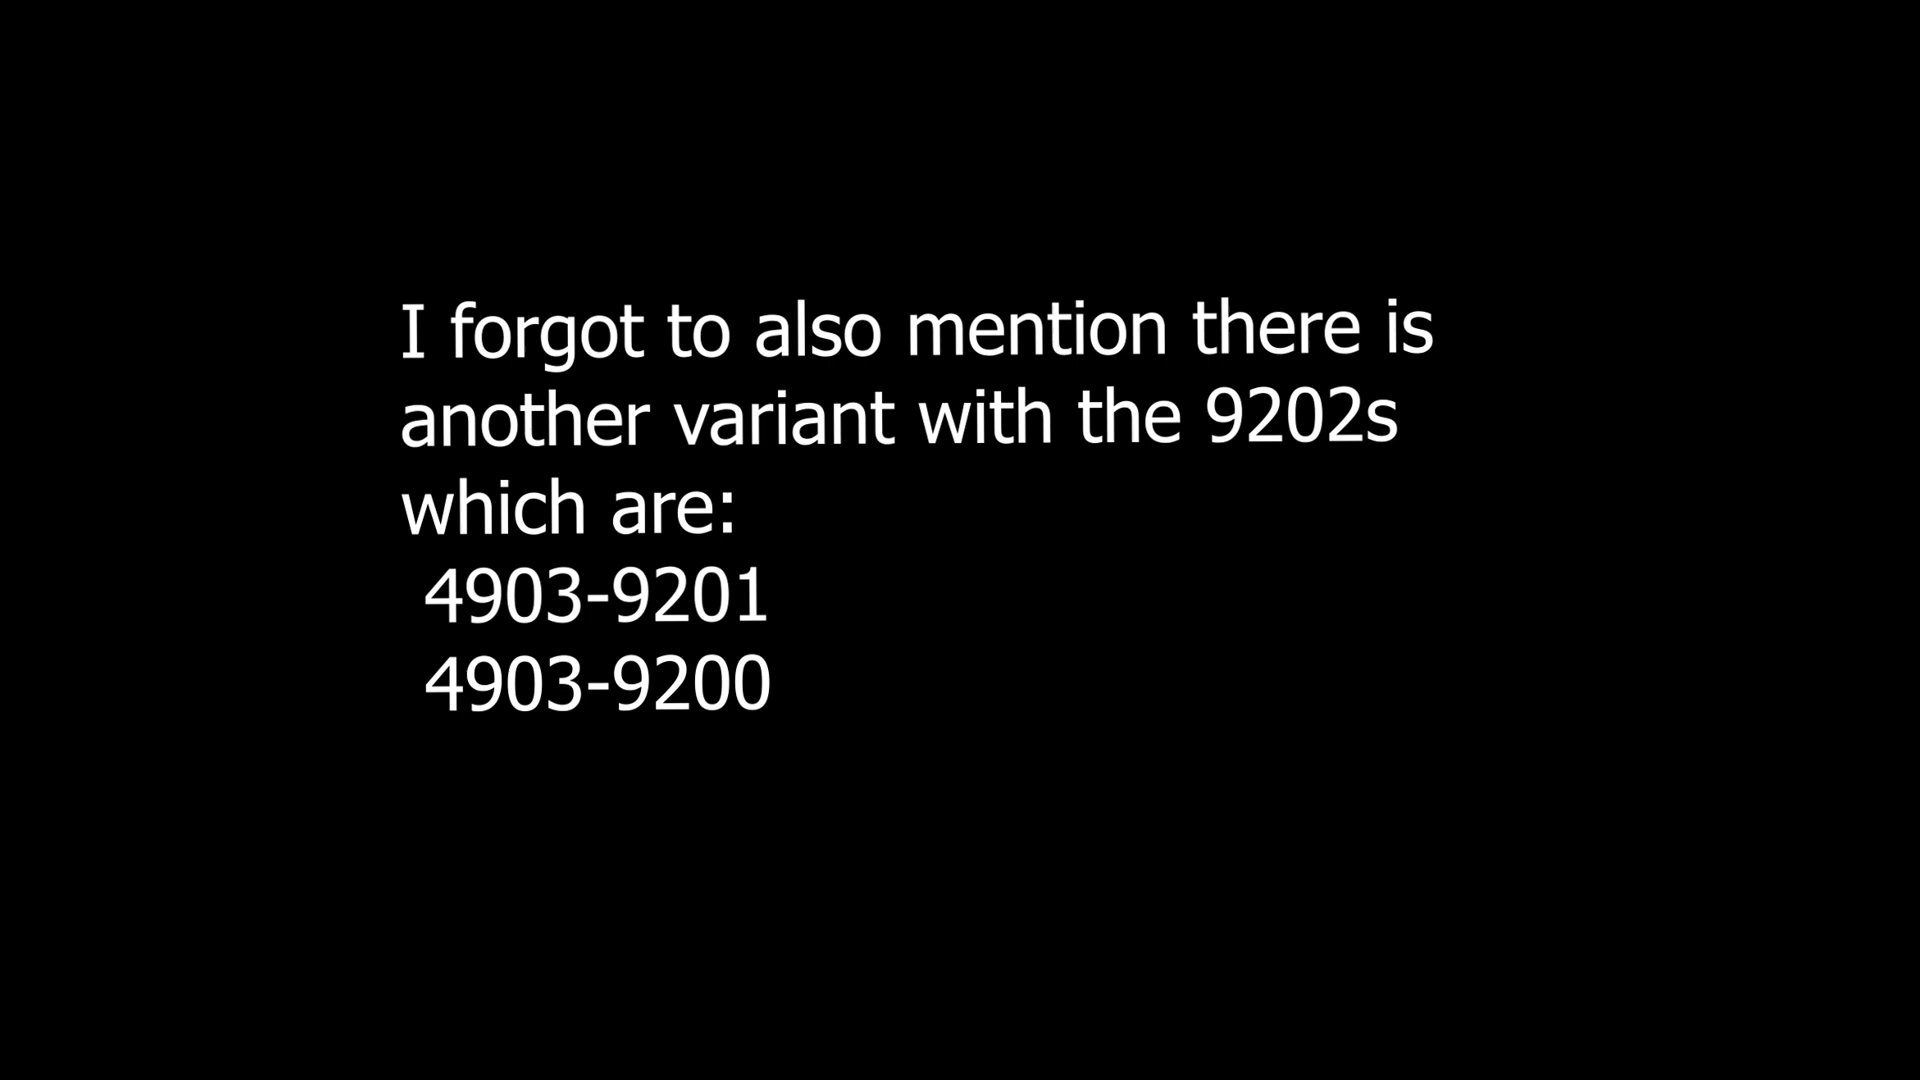 I forgot to also mention there is
another variant with the 9202s
which are:
4903-9201
4903-9200